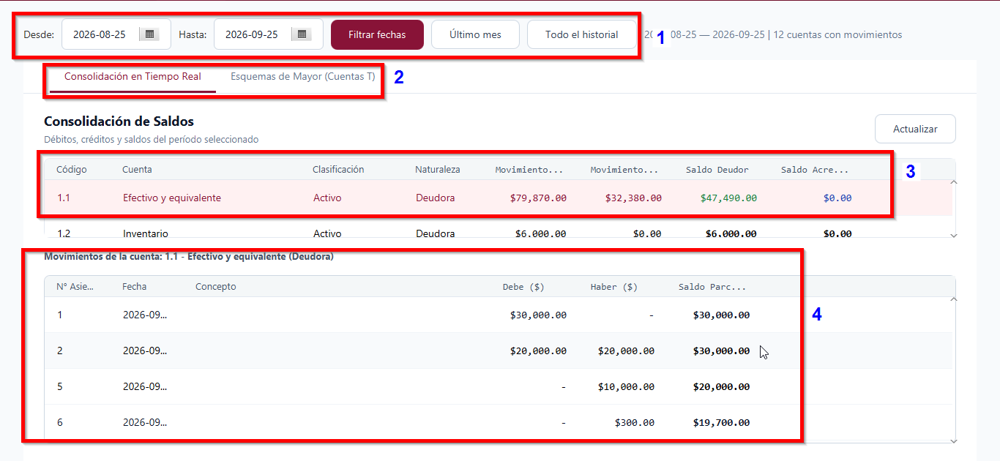 Desde: 2026-08-25 Hasta: 2026-09-25 Filtrar fechas Último mes Todo el historial 08-25 — 2026-09-25 | 12 cuentas con movimientos
1
Consolidación en Tiempo Real Esquemas de Mayor (Cuentas T) 2
Consolidación de Saldos
Débitos, créditos y saldos del período seleccionado
Actualizar
Código Cuenta Clasificación Naturaleza Movimiento... Movimiento... Saldo Deudor Saldo Acre... 3
1.1 Efectivo y equivalente Activo Deudora $79,870.00 $32,380.00 $47,490.00 $0.00
1.2 Inventario Activo Deudora $6,000.00 $0.00 $6,000.00 $0.00
Movimientos de la cuenta: 1.1 - Efectivo y equivalente (Deudora)
N° Asie... Fecha Concepto Debe ($) Haber ($) Saldo Parc...
1 2026-09... $30,000.00 - $30,000.00 4
2 2026-09... $20,000.00 $20,000.00 $30,000.00
5 2026-09... - $10,000.00 $20,000.00
6 2026-09... - $300.00 $19,700.00